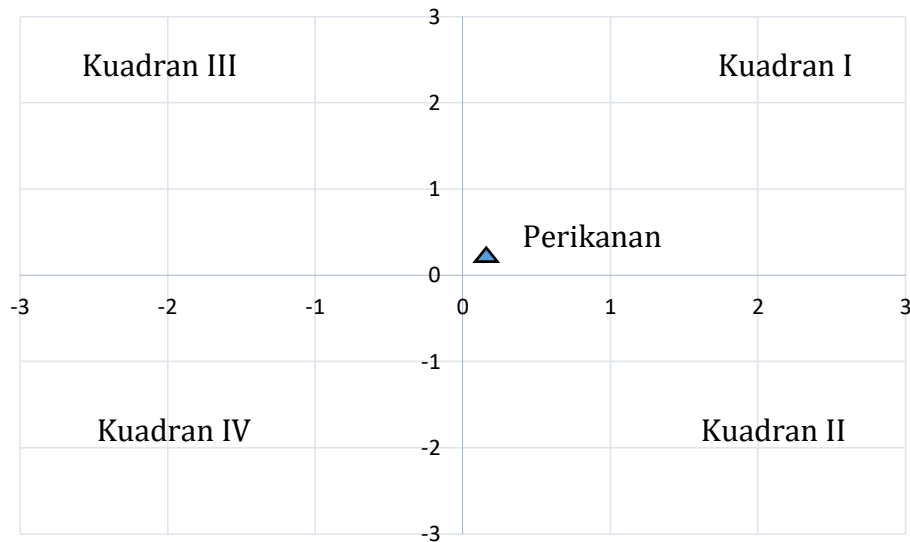 3
Kuadran III Kuadran I
2
1
Perikanan
0
-3 -2 -1 0 1 2 3
-1
Kuadran IV Kuadran II
-2
-3